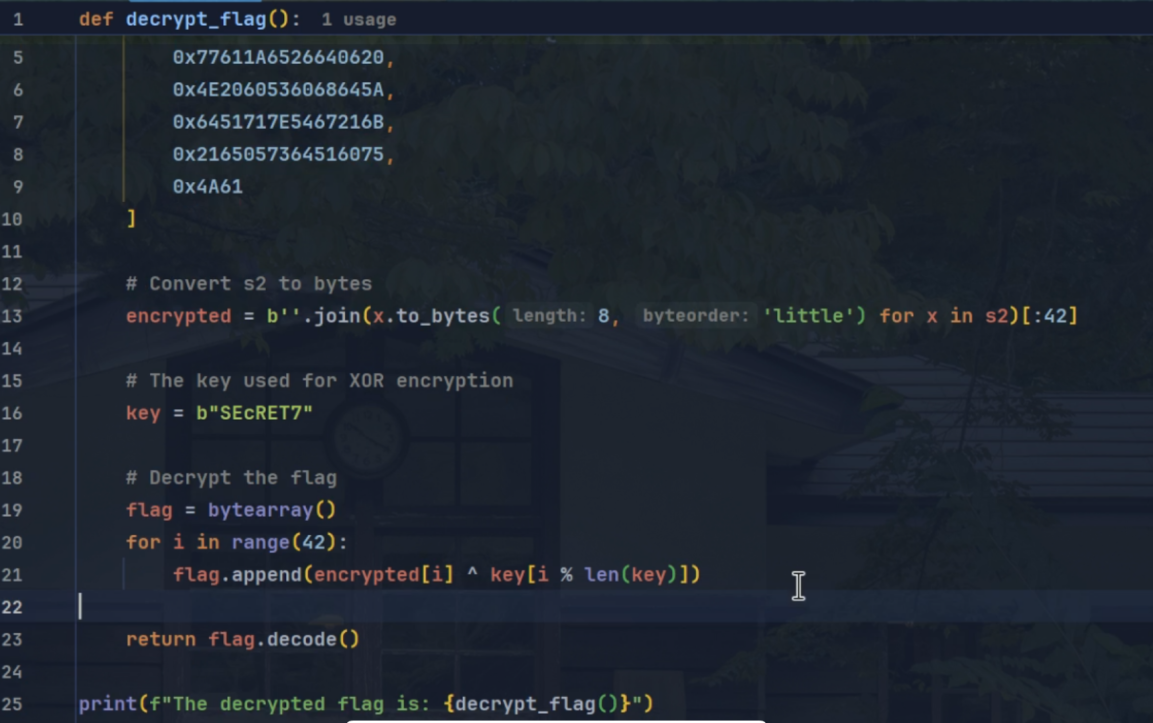 1 def decrypt_flag(): 1 usage
5 0x77611A6526640620,
6 0x4E2060536068645A,
7 0x6451717E5467216B,
8 0x2165057364516075,
9 0x4A61
10 ]
11
12 # Convert s2 to bytes
13 encrypted = b''.join(x.to_bytes( length: 8, byteorder: 'little') for x in s2)[:42]
14
15 # The key used for XOR encryption
16 key = b"SEcRET7"
17
18 # Decrypt the flag
19 flag = bytearray()
20 for i in range(42):
21 flag.append(encrypted[i] ^ key[i % len(key)])
22
23 return flag.decode()
24
25 print(f"The decrypted flag is: {decrypt_flag()}")